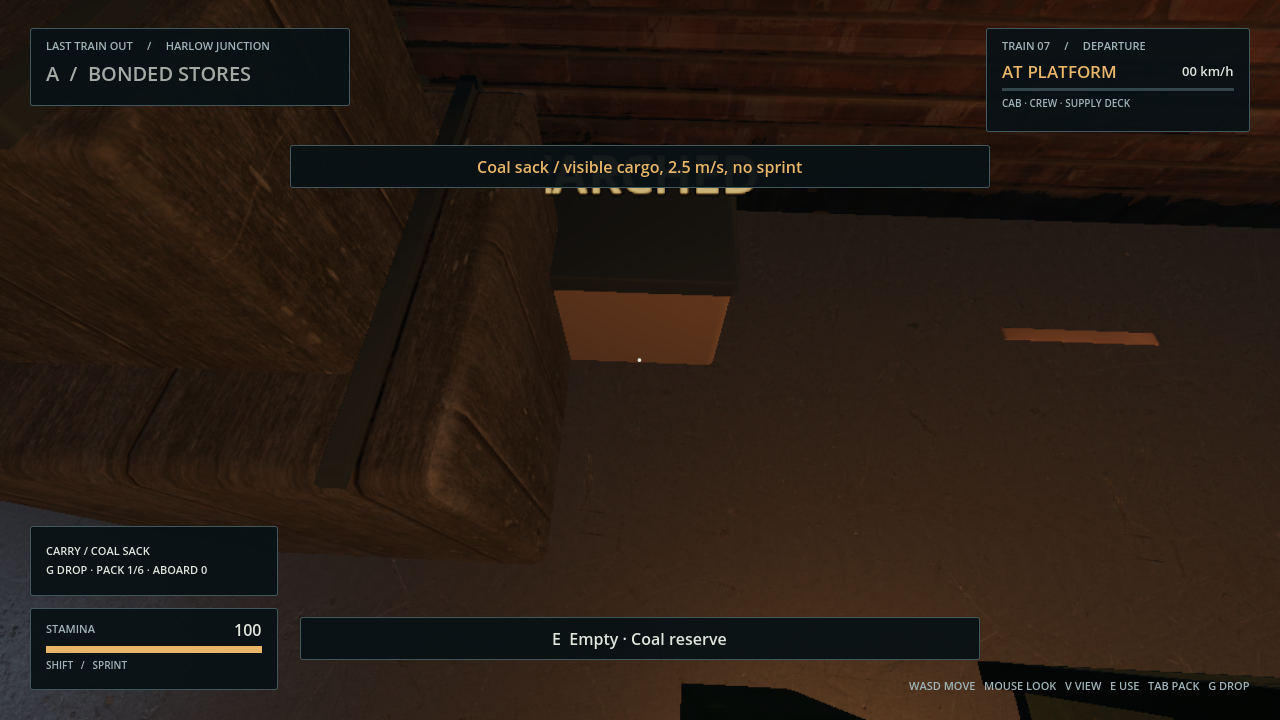 LAST TRAIN OUT / HARLOW JUNCTION
A / BONDED STORES
TRAIN 07 / DEPARTURE
AT PLATFORM 00 km/h
CAB · CREW · SUPPLY DECK
Coal sack / visible cargo, 2.5 m/s, no sprint
CARRY / COAL SACK
G DROP · PACK 1/6 · ABOARD 0
STAMINA 100
SHIFT / SPRINT
E Empty · Coal reserve
WASD MOVE MOUSE LOOK V VIEW E USE TAB PACK G DROP